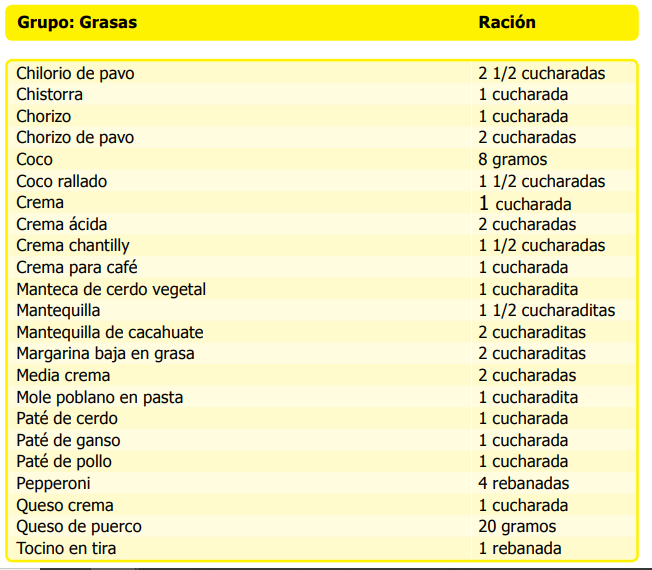 Grupo: Grasas Ración
Chilorio de pavo 2 1/2 cucharadas
Chistorra 1 cucharada
Chorizo 1 cucharada
Chorizo de pavo 2 cucharadas
Coco 8 gramos
Coco rallado 1 1/2 cucharadas
Crema 1 cucharada
Crema ácida 2 cucharadas
Crema chantilly 1 1/2 cucharadas
Crema para café 1 cucharada
Manteca de cerdo vegetal 1 cucharadita
Mantequilla 1 1/2 cucharaditas
Mantequilla de cacahuate 2 cucharaditas
Margarina baja en grasa 2 cucharaditas
Media crema 2 cucharadas
Mole poblano en pasta 1 cucharadita
Paté de cerdo 1 cucharada
Paté de ganso 1 cucharada
Paté de pollo 1 cucharada
Pepperoni 4 rebanadas
Queso crema 1 cucharada
Queso de puerco 20 gramos
Tocino en tira 1 rebanada